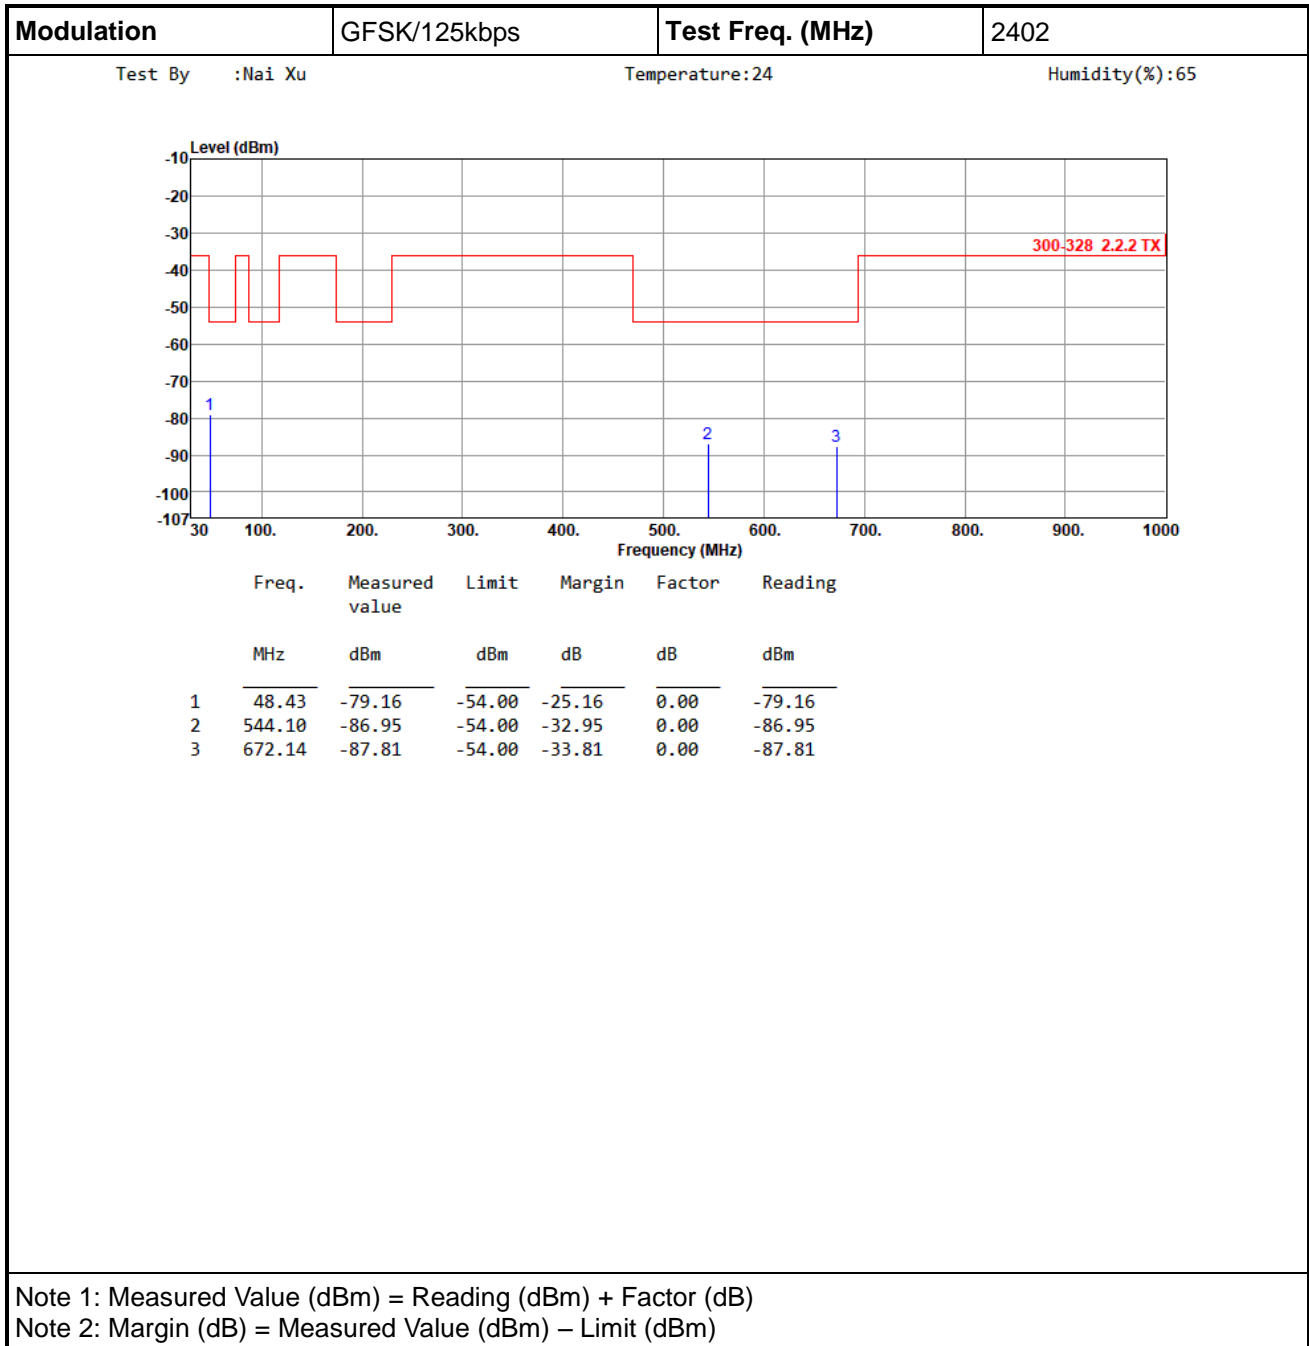 Modulation GFSK/125kbps Test Freq. (MHz) 2402
Test By :Nai Xu Temperature:24 Humidity(%):65
Level (dBm)
-10
-20
-30
300-328 2.2.2 TX
-40
-50
-60
-70
1
-80
2 3
-90
-100
-107
30 100. 200. 300. 400. 500. 600. 700. 800. 900. 1000
Frequency (MHz)
Freq. Measured Limit Margin Factor Reading
value
MHz dBm dBm dB dB dBm
1 48.43 -79.16 -54.00 -25.16 0.00 -79.16
2 544.10 -86.95 -54.00 -32.95 0.00 -86.95
3 672.14 -87.81 -54.00 -33.81 0.00 -87.81
Note 1: Measured Value (dBm) = Reading (dBm) + Factor (dB)
Note 2: Margin (dB) = Measured Value (dBm) – Limit (dBm)